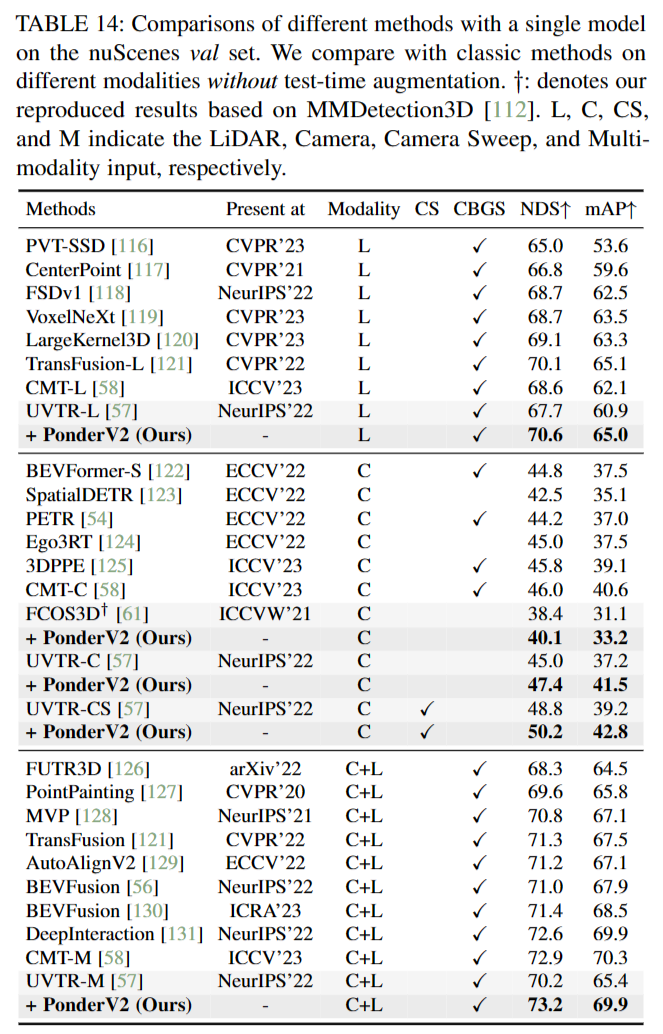 TABLE 14: Comparisons of different methods with a single model
on the nuScenes val set. We compare with classic methods on
different modalities without test-time augmentation. †: denotes our
reproduced results based on MMDetection3D [112]. L, C, CS,
and M indicate the LiDAR, Camera, Camera Sweep, and Multi-
modality input, respectively.
Methods Present at Modality CS CBGS NDS↑ mAP↑
PVT-SSD [116] CVPR'23 L ✓ 65.0 53.6
CenterPoint [117] CVPR'21 L ✓ 66.8 59.6
FSDv1 [118] NeurIPS'22 L ✓ 68.7 62.5
VoxelNeXt [119] CVPR'23 L ✓ 68.7 63.5
LargeKernel3D [120] CVPR'23 L ✓ 69.1 63.3
TransFusion-L [121] CVPR'22 L ✓ 70.1 65.1
CMT-L [58] ICCV'23 L ✓ 68.6 62.1
UVTR-L [57] NeurIPS'22 L ✓ 67.7 60.9
+ PonderV2 (Ours) - L ✓ 70.6 65.0
BEVFormer-S [122] ECCV'22 C ✓ 44.8 37.5
SpatialDETR [123] ECCV'22 C 42.5 35.1
PETR [54] ECCV'22 C ✓ 44.2 37.0
Ego3RT [124] ECCV'22 C 45.0 37.5
3DPPE [125] ICCV'23 C ✓ 45.8 39.1
CMT-C [58] ICCV'23 C ✓ 46.0 40.6
FCOS3D† [61] ICCVW'21 C 38.4 31.1
+ PonderV2 (Ours) - C 40.1 33.2
UVTR-C [57] NeurIPS'22 C 45.0 37.2
+ PonderV2 (Ours) - C 47.4 41.5
UVTR-CS [57] NeurIPS'22 C ✓ 48.8 39.2
+ PonderV2 (Ours) - C ✓ 50.2 42.8
FUTR3D [126] arXiv'22 C+L ✓ 68.3 64.5
PointPainting [127] CVPR'20 C+L ✓ 69.6 65.8
MVP [128] NeurIPS'21 C+L ✓ 70.8 67.1
TransFusion [121] CVPR'22 C+L ✓ 71.3 67.5
AutoAlignV2 [129] ECCV'22 C+L ✓ 71.2 67.1
BEVFusion [56] NeurIPS'22 C+L ✓ 71.0 67.9
BEVFusion [130] ICRA'23 C+L ✓ 71.4 68.5
DeepInteraction [131] NeurIPS'22 C+L ✓ 72.6 69.9
CMT-M [58] ICCV'23 C+L ✓ 72.9 70.3
UVTR-M [57] NeurIPS'22 C+L ✓ 70.2 65.4
+ PonderV2 (Ours) - C+L ✓ 73.2 69.9